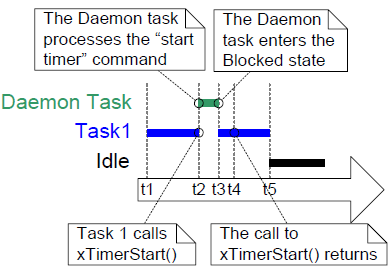 The Daemon task
processes the “start
timer” command
The Daemon
task enters the
Blocked state
Daemon Task
Task1
Idle
t1 t2 t3 t4 t5
Task 1 calls
xTimerStart()
The call to
xTimerStart() returns